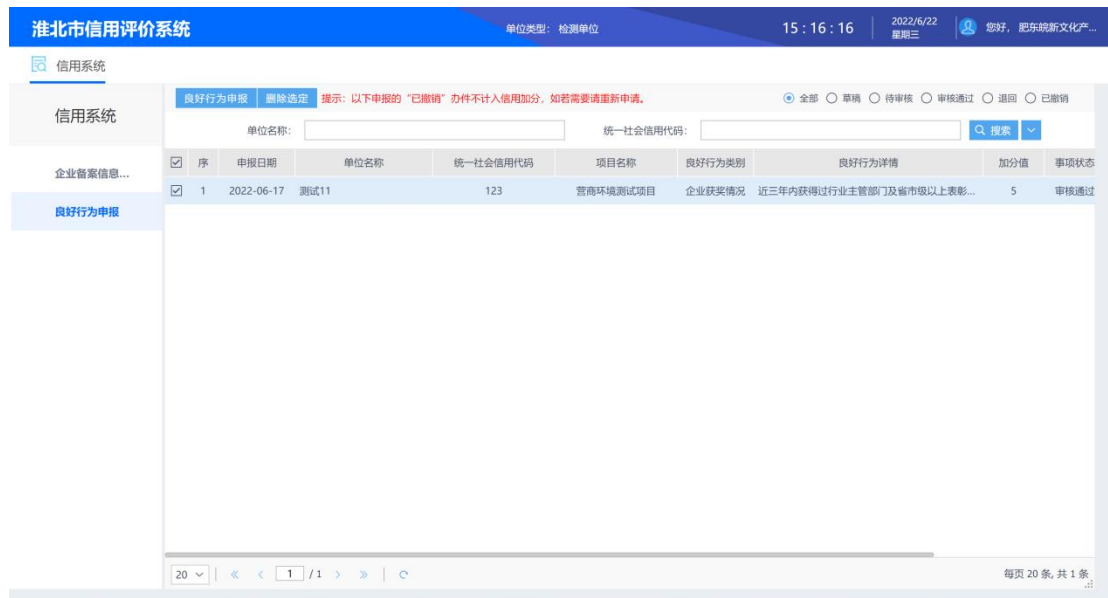 淮北市信用评价系统
单位类型： 检测单位
15:16:16
2022/6/22
星期三
您好，肥东皖新文化产...
信用系统
信用系统
企业备案信息...
良好行为申报
良好行为申报 删除选定 提示：以下申报的“已撤销”办件不计入信用加分，如若需要请重新申请。
全部 草稿 待审核 审核通过 退回 已撤销
单位名称： 统一社会信用代码： 搜索
序 申报日期 单位名称 统一社会信用代码 项目名称 良好行为类别 良好行为详情 加分值 事项状态
1 2022-06-17 测试11 123 营商环境测试项目 企业获奖情况 近三年内获得过行业主管部门及省市级以上表彰... 5 审核通过
20 1 / 1 每页 20 条, 共 1 条